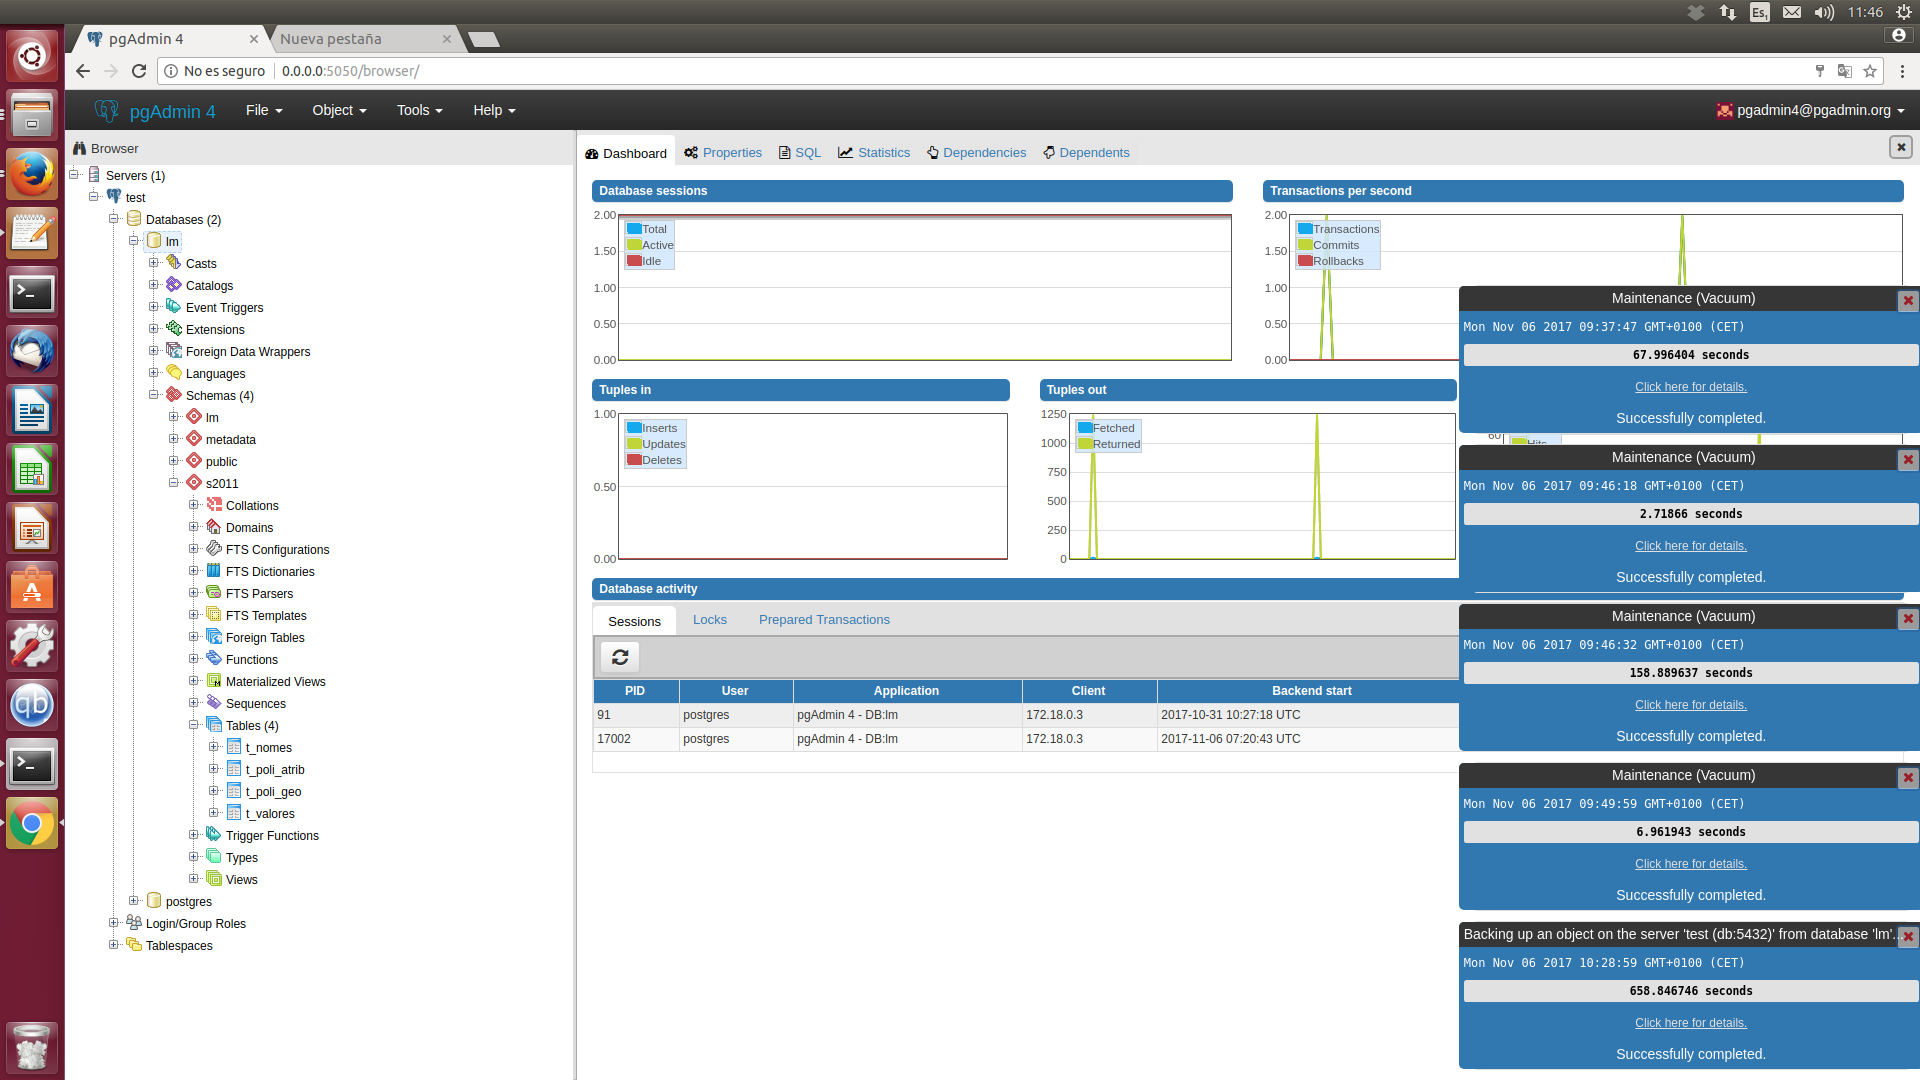 Es1
11:46
pgAdmin 4
Nueva pestaña
No es seguro
0.0.0.0:5050/browser/
pgAdmin 4
File
Object
Tools
Help
pgadmin4@pgadmin.org
Browser
Servers (1)
test
Databases (2)
lm
Casts
Catalogs
Event Triggers
Extensions
Foreign Data Wrappers
Languages
Schemas (4)
lm
metadata
public
s2011
Collations
Domains
FTS Configurations
FTS Dictionaries
FTS Parsers
FTS Templates
Foreign Tables
Functions
Materialized Views
Sequences
Tables (4)
t_nomes
t_poli_atrib
t_poli_geo
t_valores
Trigger Functions
Types
Views
postgres
Login/Group Roles
Tablespaces
Dashboard
Properties
SQL
Statistics
Dependencies
Dependents
Database sessions
2.00
1.50
1.00
0.50
0.00
Total
Active
Idle
Transactions per second
2.00
1.50
1.00
0.50
0.00
Transactions
Commits
Rollbacks
Tuples in
1.00
0.50
0.00
Inserts
Updates
Deletes
Tuples out
1250
1000
750
500
250
0
Fetched
Returned
60
Hits
Database activity
Sessions
Locks
Prepared Transactions
PID User Application Client Backend start
91 postgres pgAdmin 4 - DB:lm 172.18.0.3 2017-10-31 10:27:18 UTC
17002 postgres pgAdmin 4 - DB:lm 172.18.0.3 2017-11-06 07:20:43 UTC
Maintenance (Vacuum)
Mon Nov 06 2017 09:37:47 GMT+0100 (CET)
67.996404 seconds
Click here for details.
Successfully completed.
Maintenance (Vacuum)
Mon Nov 06 2017 09:46:18 GMT+0100 (CET)
2.71866 seconds
Click here for details.
Successfully completed.
Maintenance (Vacuum)
Mon Nov 06 2017 09:46:32 GMT+0100 (CET)
158.889637 seconds
Click here for details.
Successfully completed.
Maintenance (Vacuum)
Mon Nov 06 2017 09:49:59 GMT+0100 (CET)
6.961943 seconds
Click here for details.
Successfully completed.
Backing up an object on the server 'test (db:5432)' from database 'lm'...
Mon Nov 06 2017 10:28:59 GMT+0100 (CET)
658.846746 seconds
Click here for details.
Successfully completed.
qb